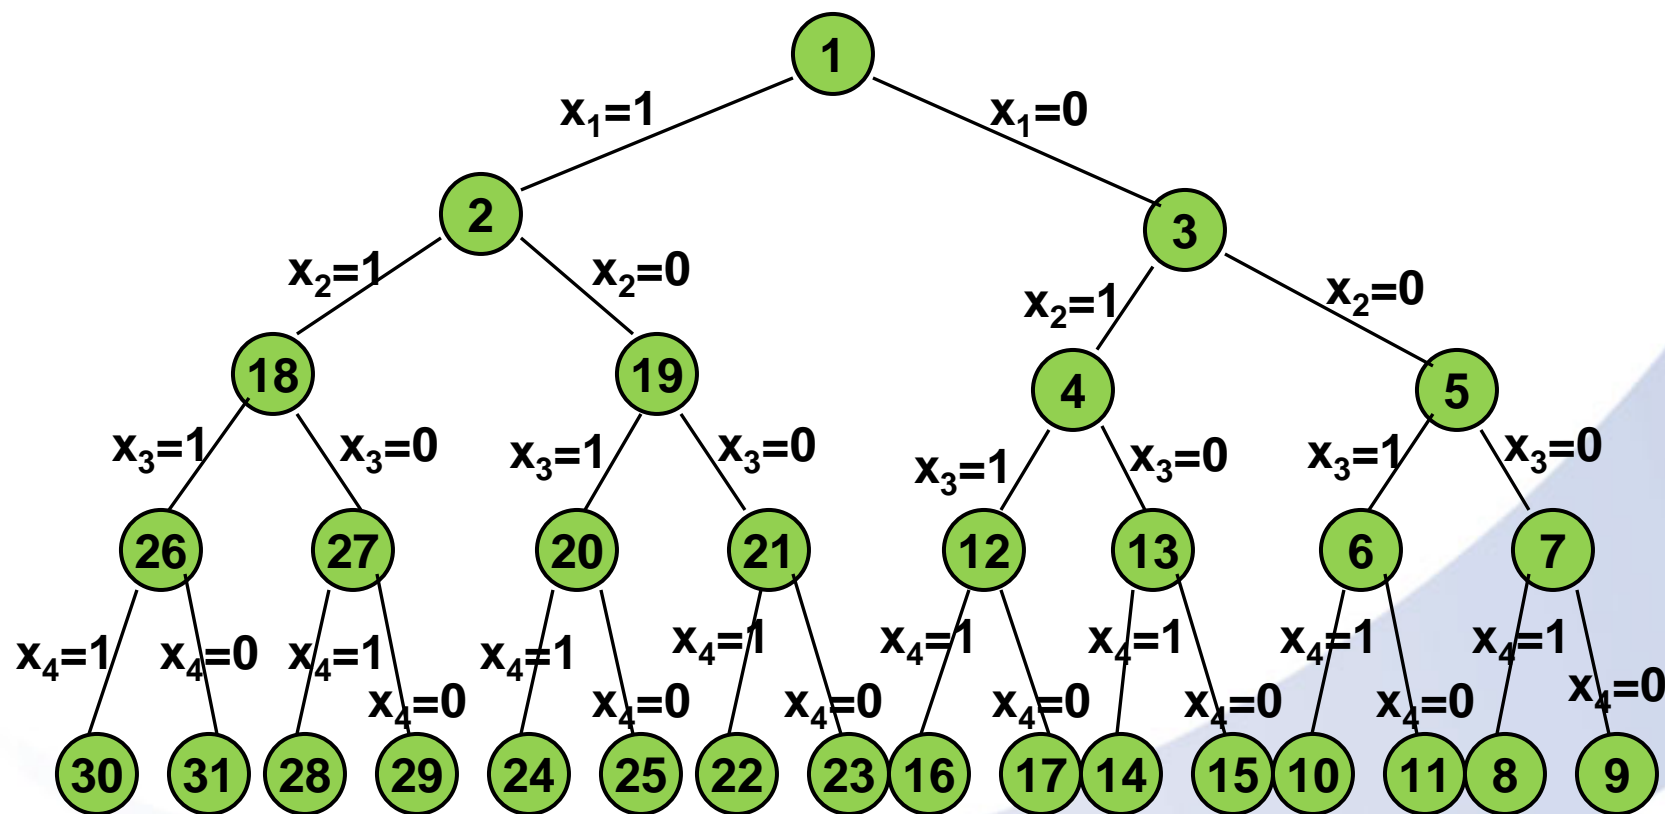 1
x₁=1 x₁=0
2 3
x₂=1 x₂=0 x₂=1 x₂=0
18 19 4 5
x₃=1 x₃=0 x₃=1 x₃=0 x₃=1 x₃=0 x₃=1 x₃=0
26 27 20 21 12 13 6 7
x₄=1 x₄=0 x₄=1 x₄=0 x₄=1 x₄=0 x₄=1 x₄=0 x₄=1 x₄=0 x₄=1 x₄=0 x₄=1 x₄=0 x₄=1 x₄=0
30 31 28 29 24 25 22 23 16 17 14 15 10 11 8 9